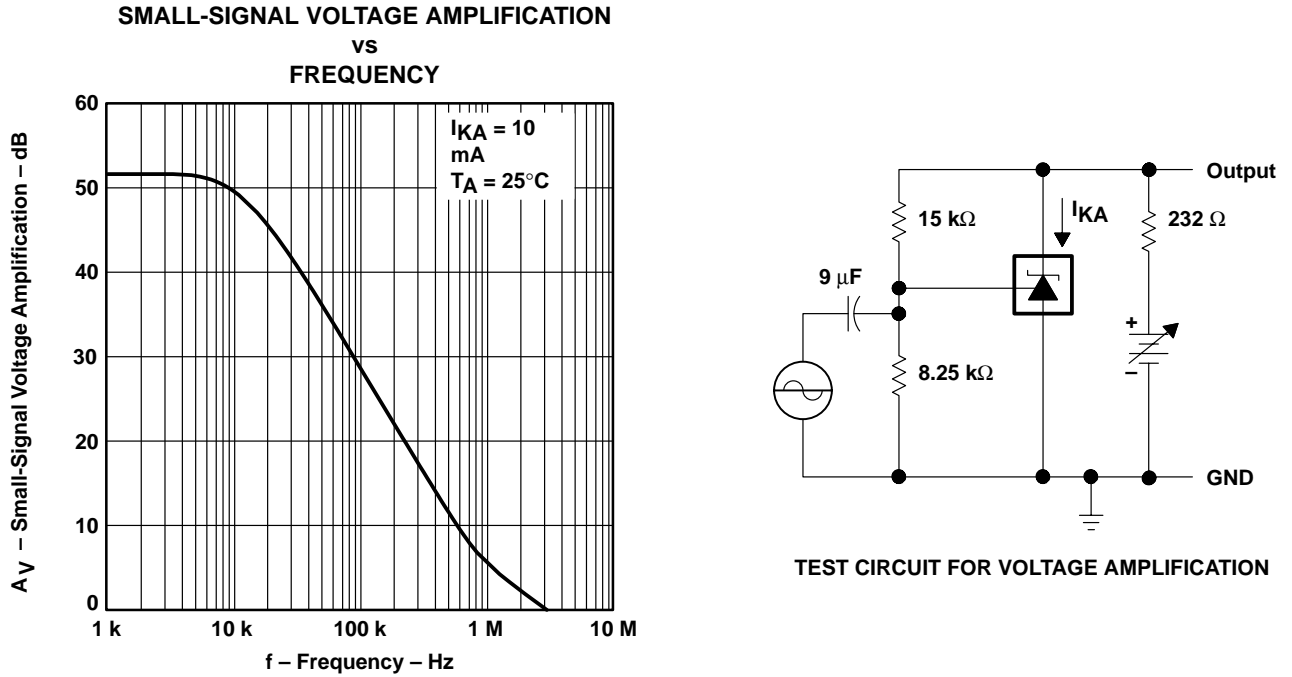 SMALL-SIGNAL VOLTAGE AMPLIFICATION
vs
FREQUENCY
60
50
40
30
20
10
0
AV – Small-Signal Voltage Amplification – dB
IKA = 10
mA
TA = 25°C
1 k
10 k
100 k
1 M
10 M
f – Frequency – Hz
Output
15 kΩ
IKA
232 Ω
9 μF
+
–
8.25 kΩ
GND
TEST CIRCUIT FOR VOLTAGE AMPLIFICATION